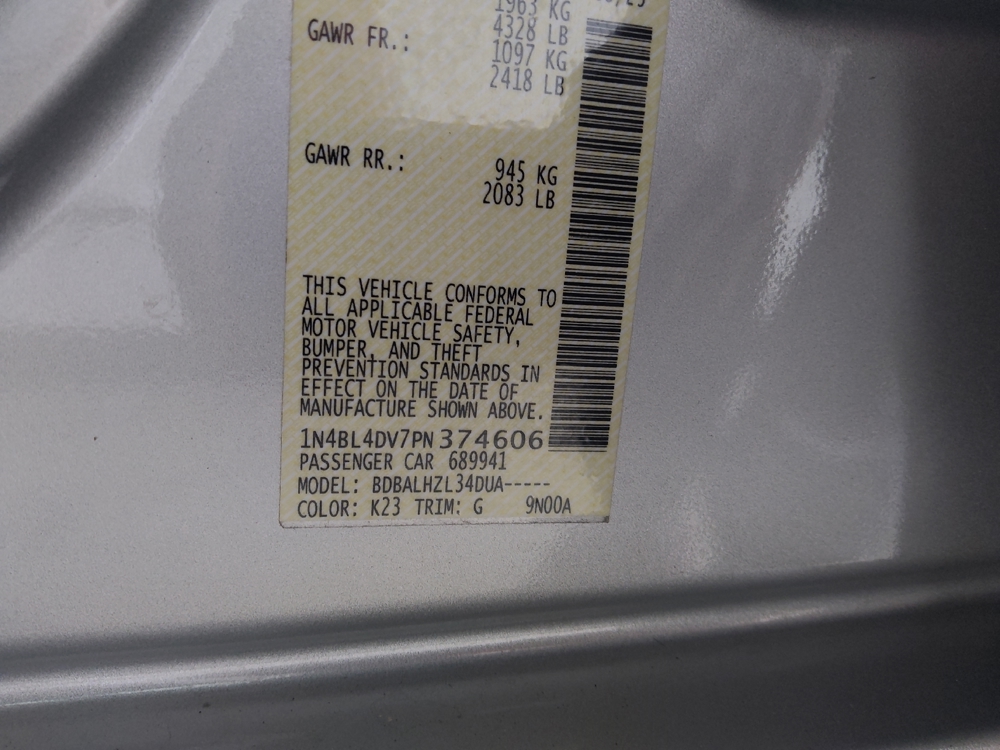 1963 KG
4328 LB
GAWR FR.: 1097 KG
2418 LB
GAWR RR.: 945 KG
2083 LB
THIS VEHICLE CONFORMS TO
ALL APPLICABLE FEDERAL
MOTOR VEHICLE SAFETY,
BUMPER, AND THEFT
PREVENTION STANDARDS IN
EFFECT ON THE DATE OF
MANUFACTURE SHOWN ABOVE.
1N4BL4DV7PN374606
PASSENGER CAR 689941
MODEL: BDBALHZL34DUA-----
COLOR: K23 TRIM: G 9N00A